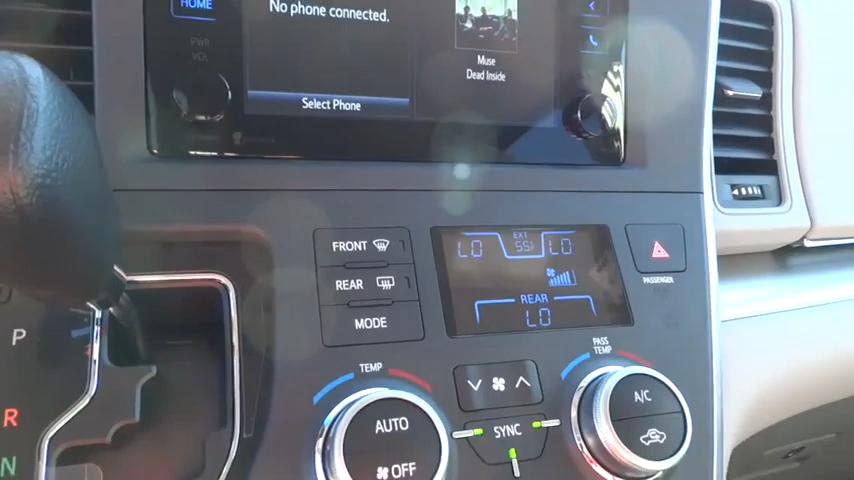 HOME
No phone connected.
PWR
VOL
Muse
Dead Inside
Select Phone
FRONT
REAR
MODE
LO
EXT
55
LO
REAR
LO
PASSENGER
TEMP
PASS
TEMP
AUTO
OFF
SYNC
A/C
P
R
N